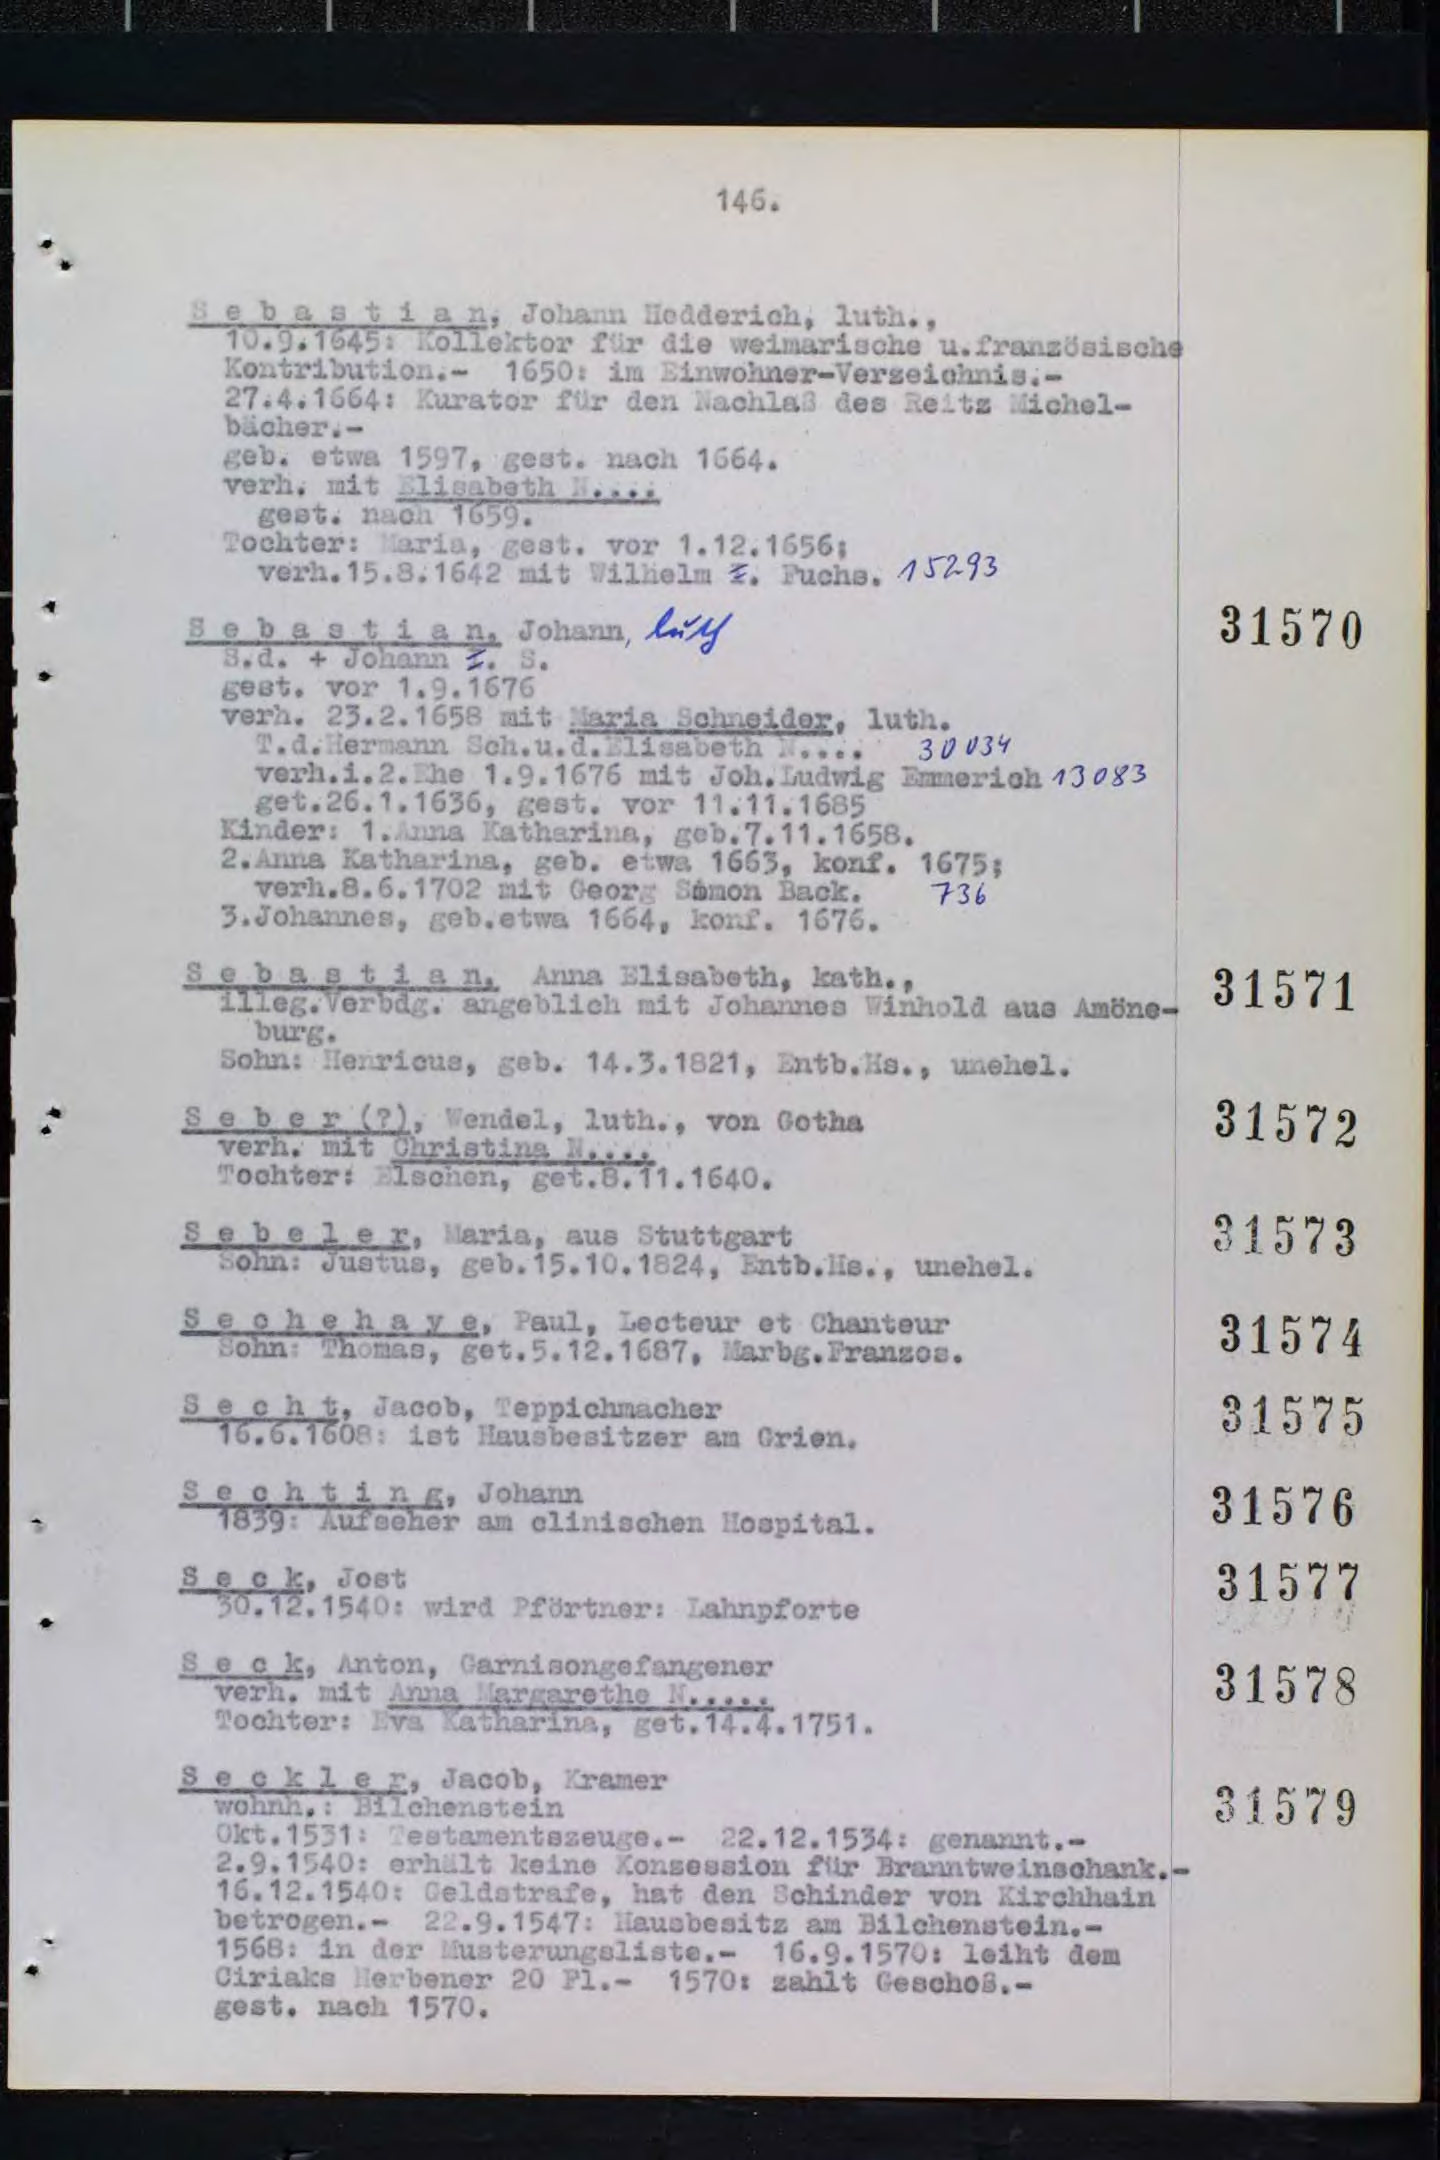 146.
Sebastian, Johann Hedderich, luth.,
10.9.1645: Kollektor für die weimarische u.französische
Kontribution.- 1650: im Einwohner-Verzeichnis.-
27.4.1664: Kurator für den Nachlaß des Reitz Michel-
bächer.-
geb. etwa 1597, gest. nach 1664.
verh. mit Elisabeth N....
gest. nach 1659.
Tochter: Maria, gest. vor 1.12.1656;
verh.15.8.1642 mit Wilhelm I. Fuchs. 15293
Sebastian, Johann, luth 31570
S.d. + Johann I. S.
gest. vor 1.9.1676
verh. 23.2.1658 mit Maria Schneider, luth.
T.d.Hermann Sch.u.d.Elisabeth N.... 30034
verh.i.2.Ehe 1.9.1676 mit Joh.Ludwig Emmerich 13083
get.26.1.1636, gest. vor 11.11.1685
Kinder: 1.Anna Katharina, geb.7.11.1658.
2.Anna Katharina, geb. etwa 1663, konf. 1675;
verh.8.6.1702 mit Georg Simon Back. 736
3.Johannes, geb.etwa 1664, konf. 1676.
Sebastian, Anna Elisabeth, kath., 31571
illeg.Verbdg. angeblich mit Johannes Winhold aus Amöne-
burg.
Sohn: Henricus, geb. 14.3.1821, Entb.Hs., unehel.
Seber(?), Wendel, luth., von Gotha 31572
verh. mit Christina N....
Tochter: Elschen, get.8.11.1640.
Sebeler, Maria, aus Stuttgart 31573
Sohn: Justus, geb.15.10.1824, Entb.Hs., unehel.
Sechehaye, Paul, Lecteur et Chanteur 31574
Sohn: Thomas, get.5.12.1687, Marbg.Franzos.
Secht, Jacob, Teppichmacher 31575
16.6.1608: ist Hausbesitzer am Grien.
Sechting, Johann 31576
1839: Aufseher am clinischen Hospital.
Seck, Jost 31577
30.12.1540: wird Pförtner: Lahnpforte
Seck, Anton, Garnisongefangener 31578
verh. mit Anna Margarethe N.....
Tochter: Eva Katharina, get.14.4.1751.
Seckler, Jacob, Kramer 31579
wohnh.: Bilchenstein
Okt.1531: Testamentszeuge.- 22.12.1534: genannt.-
2.9.1540: erhält keine Konsession für Branntweinschank.-
16.12.1540: Geldstrafe, hat den Schinder von Kirchhain
betrogen.- 22.9.1547: Hausbesitz am Bilchenstein.-
1568: in der Musterungsliste.- 16.9.1570: leiht dem
Ciriaks Herbener 20 Fl.- 1570: zahlt Geschoß.-
gest. nach 1570.